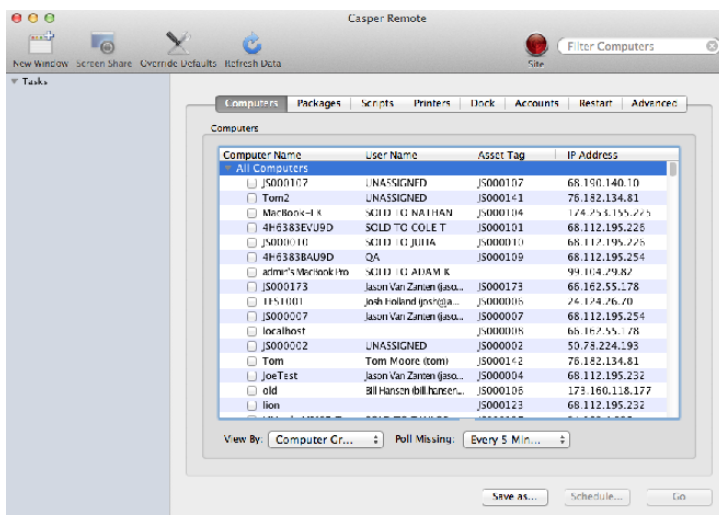 Casper Remote
New Window Screen Share Override Defaults Refresh Data Site Filter Computers
Tasks
Computers Packages Scripts Printers Dock Accounts Restart Advanced
Computers
Computer Name User Name Asset Tag IP Address
All Computers
JS000107 UNASSIGNED JS000107 68.190.140.10
Tom2 UNASSIGNED JS000141 76.182.134.81
SOLD TO NATHAN JS000104 174.253.155.225
4H6383EVU9D SOLD TO COLE T JS000101 68.112.195.226
JS000010 SOLD TO JULIA JS000010 68.112.195.226
4H6383BAU9D QA JS000109 68.112.195.254
admin's MacBook Pro SOLD TO ADAM K 99.104.29.82
JS000173 Jason Van Zanten (jaso... JS000173 66.162.55.178
TEST001 Josh Holland (josh@a... JS000006 24.124.26.70
JS000007 Jason Van Zanten (jaso... JS000007 68.112.195.254
localhost JS000008 66.162.55.178
JS000002 UNASSIGNED JS000002 50.78.224.193
Tom Tom Moore (tom) JS000142 76.182.134.81
JoeTest Jason Van Zanten (jaso... JS000004 68.112.195.232
old Bill Hansen (bill.hansen... JS000106 173.160.118.177
lion JS000123 68.112.195.232
View By: Computer Gr... Poll Missing: Every 5 Min...
Save as... Schedule... Go